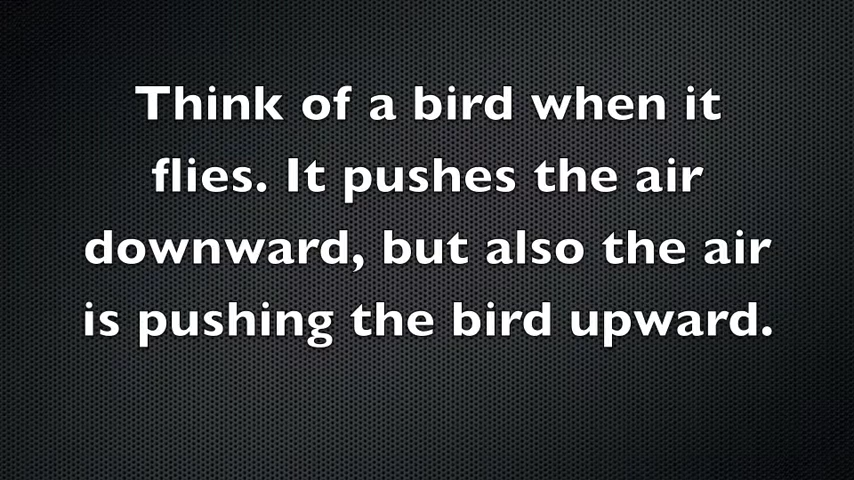 Think of a bird when it
flies. It pushes the air
downward, but also the air
is pushing the bird upward.